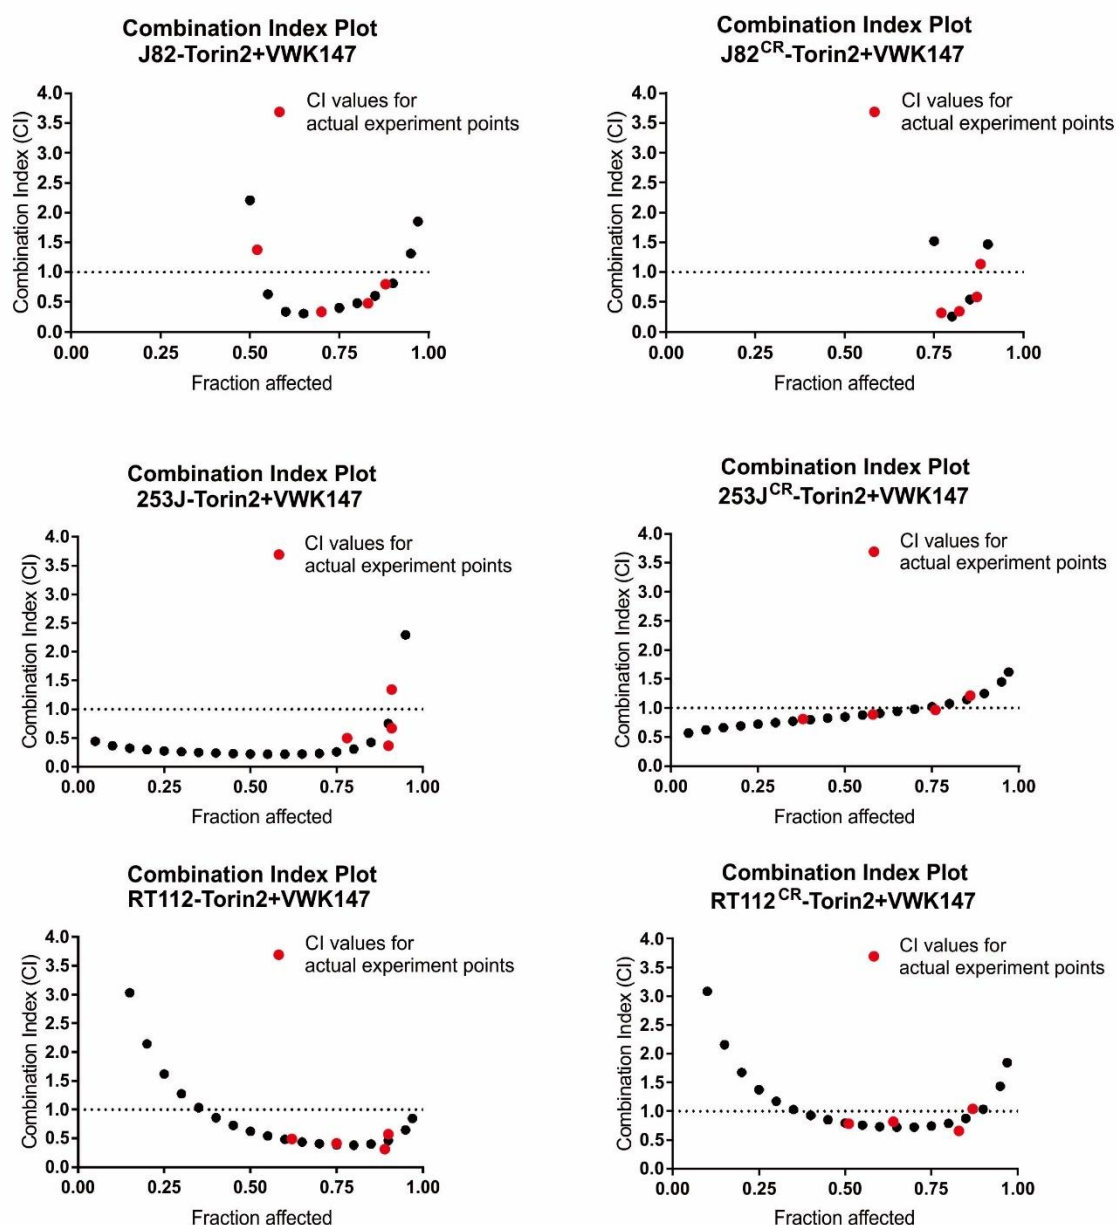 Combination Index Plot
J82-Torin2+VWK147
CI values for
actual experiment points
Combination Index (CI)
4.0
3.5
3.0
2.5
2.0
1.5
1.0
0.5
0.0
0.00 0.25 0.50 0.75 1.00
Fraction affected
Combination Index Plot
J82CR-Torin2+VWK147
CI values for
actual experiment points
Combination Index (CI)
4.0
3.5
3.0
2.5
2.0
1.5
1.0
0.5
0.0
0.00 0.25 0.50 0.75 1.00
Fraction affected
Combination Index Plot
253J-Torin2+VWK147
CI values for
actual experiment points
Combination Index (CI)
4.0
3.5
3.0
2.5
2.0
1.5
1.0
0.5
0.0
0.00 0.25 0.50 0.75 1.00
Fraction affected
Combination Index Plot
253JCR-Torin2+VWK147
CI values for
actual experiment points
Combination Index (CI)
4.0
3.5
3.0
2.5
2.0
1.5
1.0
0.5
0.0
0.00 0.25 0.50 0.75 1.00
Fraction affected
Combination Index Plot
RT112-Torin2+VWK147
CI values for
actual experiment points
Combination Index (CI)
4.0
3.5
3.0
2.5
2.0
1.5
1.0
0.5
0.0
0.00 0.25 0.50 0.75 1.00
Fraction affected
Combination Index Plot
RT112CR-Torin2+VWK147
CI values for
actual experiment points
Combination Index (CI)
4.0
3.5
3.0
2.5
2.0
1.5
1.0
0.5
0.0
0.00 0.25 0.50 0.75 1.00
Fraction affected